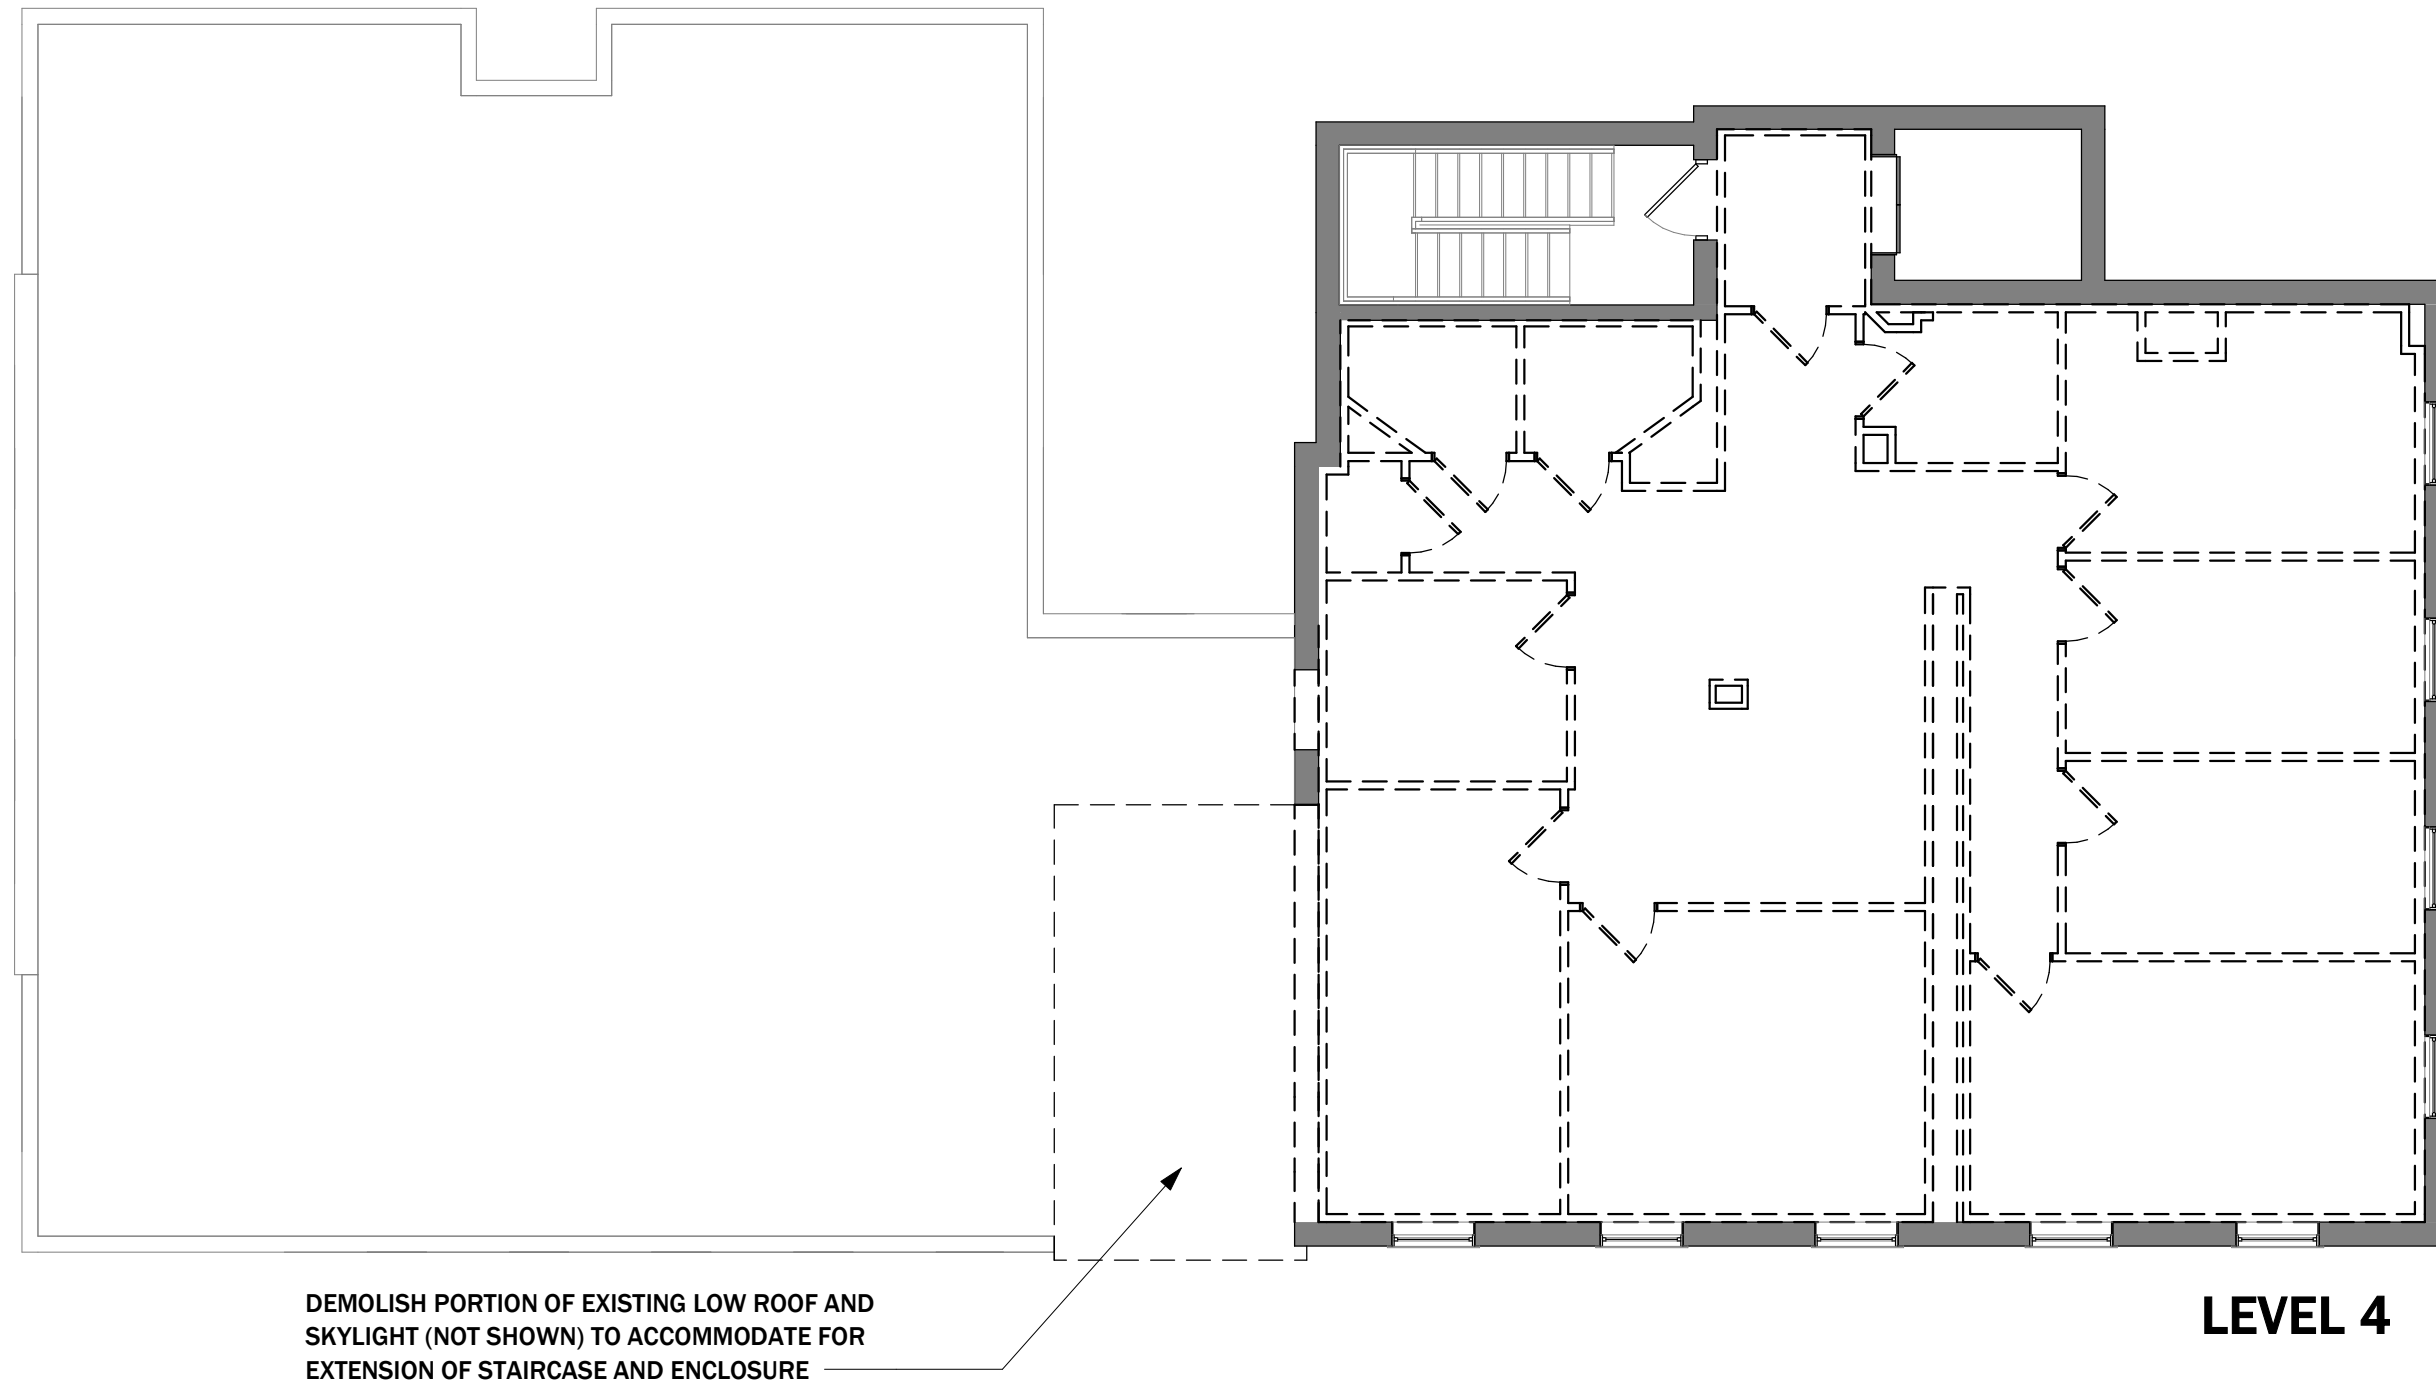 DEMOLISH PORTION OF EXISTING LOW ROOF AND
SKYLIGHT (NOT SHOWN) TO ACCOMMODATE FOR
EXTENSION OF STAIRCASE AND ENCLOSURE
LEVEL 4